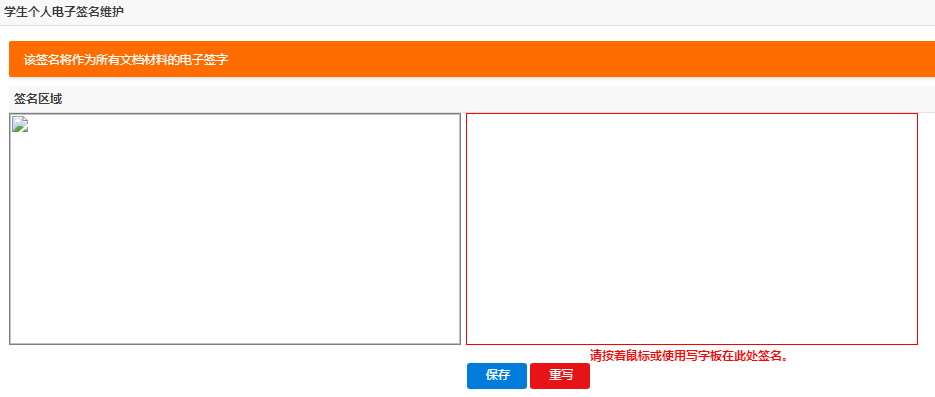 学生个人电子签名维护
该签名将作为所有文档材料的电子签字
签名区域
请按着鼠标或使用写字板在此处签名。
保存 重写